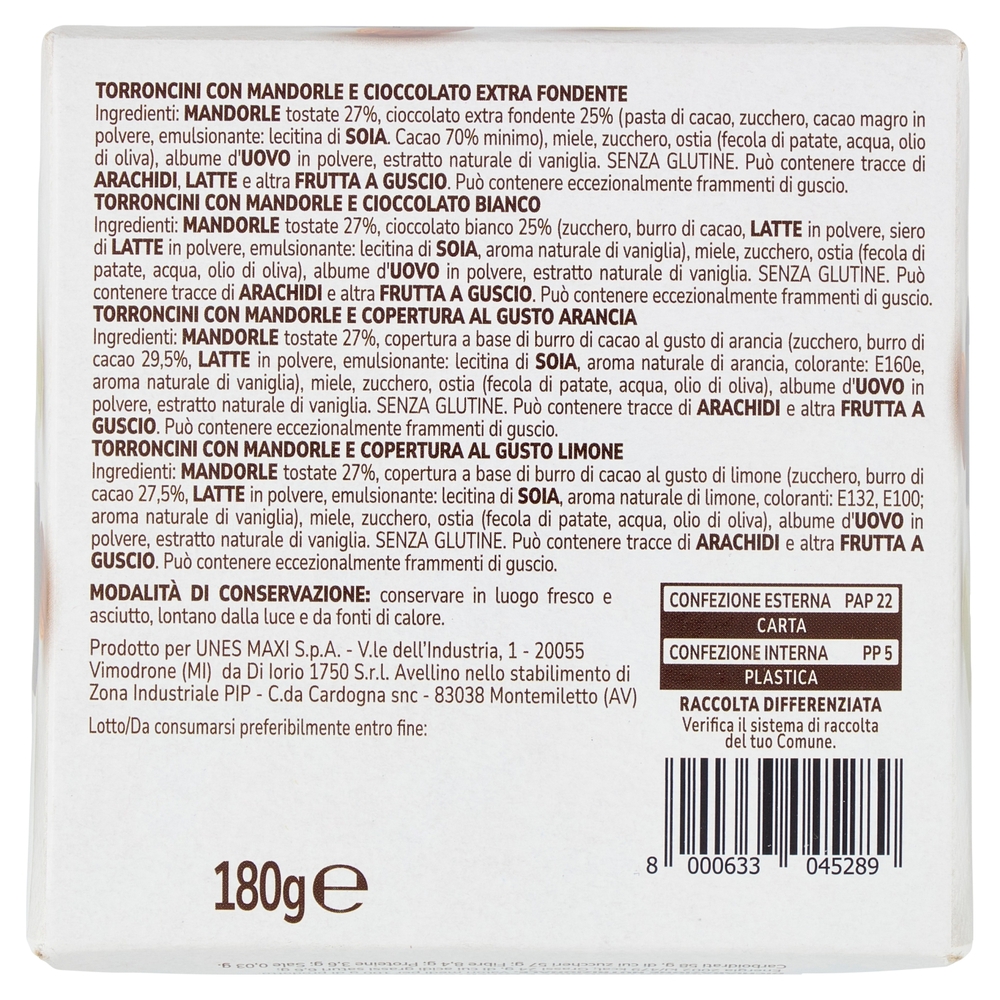 TORRONCINI CON MANDORLE E CIOCCOLATO EXTRA FONDENTE
Ingredienti: MANDORLE tostate 27%, cioccolato extra fondente 25% (pasta di cacao, zucchero, cacao magro in
polvere, emulsionante: lecitina di SOIA. Cacao 70% minimo), miele, zucchero, ostia (fecola di patate, acqua, olio
di oliva), albume d'UOVO in polvere, estratto naturale di vaniglia. SENZA GLUTINE. Può contenere tracce di
ARACHIDI, LATTE e altra FRUTTA A GUSCIO. Può contenere eccezionalmente frammenti di guscio.
TORRONCINI CON MANDORLE E CIOCCOLATO BIANCO
Ingredienti: MANDORLE tostate 27%, cioccolato bianco 25% (zucchero, burro di cacao, LATTE in polvere, siero
di LATTE in polvere, emulsionante: lecitina di SOIA, aroma naturale di vaniglia), miele, zucchero, ostia (fecola di
patate, acqua, olio di oliva), albume d'UOVO in polvere, estratto naturale di vaniglia. SENZA GLUTINE. Può
contenere tracce di ARACHIDI e altra FRUTTA A GUSCIO. Può contenere eccezionalmente frammenti di guscio.
TORRONCINI CON MANDORLE E COPERTURA AL GUSTO ARANCIA
Ingredienti: MANDORLE tostate 27%, copertura a base di burro di cacao al gusto di arancia (zucchero, burro di
cacao 29,5%, LATTE in polvere, emulsionante: lecitina di SOIA, aroma naturale di arancia, colorante: E160e,
aroma naturale di vaniglia), miele, zucchero, ostia (fecola di patate, acqua, olio di oliva), albume d'UOVO in
polvere, estratto naturale di vaniglia. SENZA GLUTINE. Può contenere tracce di ARACHIDI e altra FRUTTA A
GUSCIO. Può contenere eccezionalmente frammenti di guscio.
TORRONCINI CON MANDORLE E COPERTURA AL GUSTO LIMONE
Ingredienti: MANDORLE tostate 27%, copertura a base di burro di cacao al gusto di limone (zucchero, burro di
cacao 27,5%, LATTE in polvere, emulsionante: lecitina di SOIA, aroma naturale di limone, coloranti: E132, E100;
aroma naturale di vaniglia), miele, zucchero, ostia (fecola di patate, acqua, olio di oliva), albume d'UOVO in
polvere, estratto naturale di vaniglia. SENZA GLUTINE. Può contenere tracce di ARACHIDI e altra FRUTTA A
GUSCIO. Può contenere eccezionalmente frammenti di guscio.
MODALITÀ DI CONSERVAZIONE: conservare in luogo fresco e
asciutto, lontano dalla luce e da fonti di calore.
Prodotto per UNES MAXI S.p.A. - V.le dell'Industria, 1 - 20055
Vimodrone (MI) da Di Iorio 1750 S.r.l. Avellino nello stabilimento di
Zona Industriale PIP - C.da Cardogna snc - 83038 Montemiletto (AV)
Lotto/Da consumarsi preferibilmente entro fine:
CONFEZIONE ESTERNA PAP 22
CARTA
CONFEZIONE INTERNA PP 5
PLASTICA
RACCOLTA DIFFERENZIATA
Verifica il sistema di raccolta
del tuo Comune.
8 000633 045289
180g e
Carboidrati 58 g, di cui zuccheri 57 g; Fibre 8,4 g; Proteine 3,6 g; Sale 0,03 g.